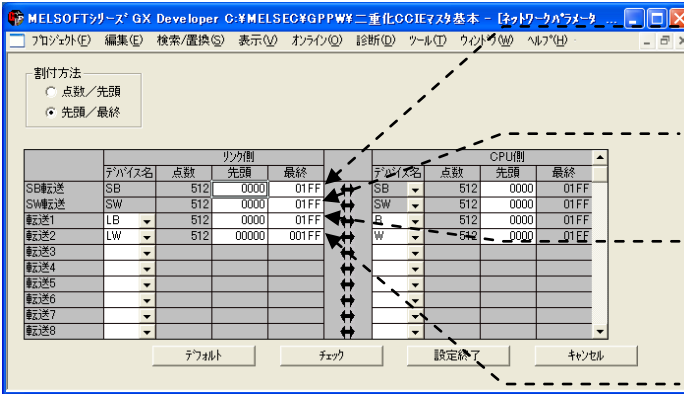 MELSOFTｼﾘｰｽﾞ GX Developer C:¥MELSEC¥GPPW¥二重化CCIEマスタ基本 - [ﾈｯﾄﾜｰｸﾊﾟﾗﾒｰﾀ ...
ﾌﾟﾛｼﾞｪｸﾄ(F) 編集(E) 検索/置換(S) 表示(V) ｵﾝﾗｲﾝ(O) 診断(D) ﾂｰﾙ(T) ｳｨﾝﾄﾞｳ(W) ﾍﾙﾌﾟ(H)
割付方法
点数/先頭
先頭/最終
リンク側 CPU側
ﾃﾞﾊﾞｲｽ名 点数 先頭 最終 ﾃﾞﾊﾞｲｽ名 点数 先頭 最終
SB転送 SB 512 0000 01FF SB 512 0000 01FF
SW転送 SW 512 0000 01FF SW 512 0000 01FF
転送1 LB 512 0000 01FF B 512 0000 01FF
転送2 LW 512 00000 001FF W 512 0000 01FF
転送3
転送4
転送5
転送6
転送7
転送8
ﾃﾞﾌｫﾙﾄ ﾁｪｯｸ 設定終了 ｷｬﾝｾﾙ